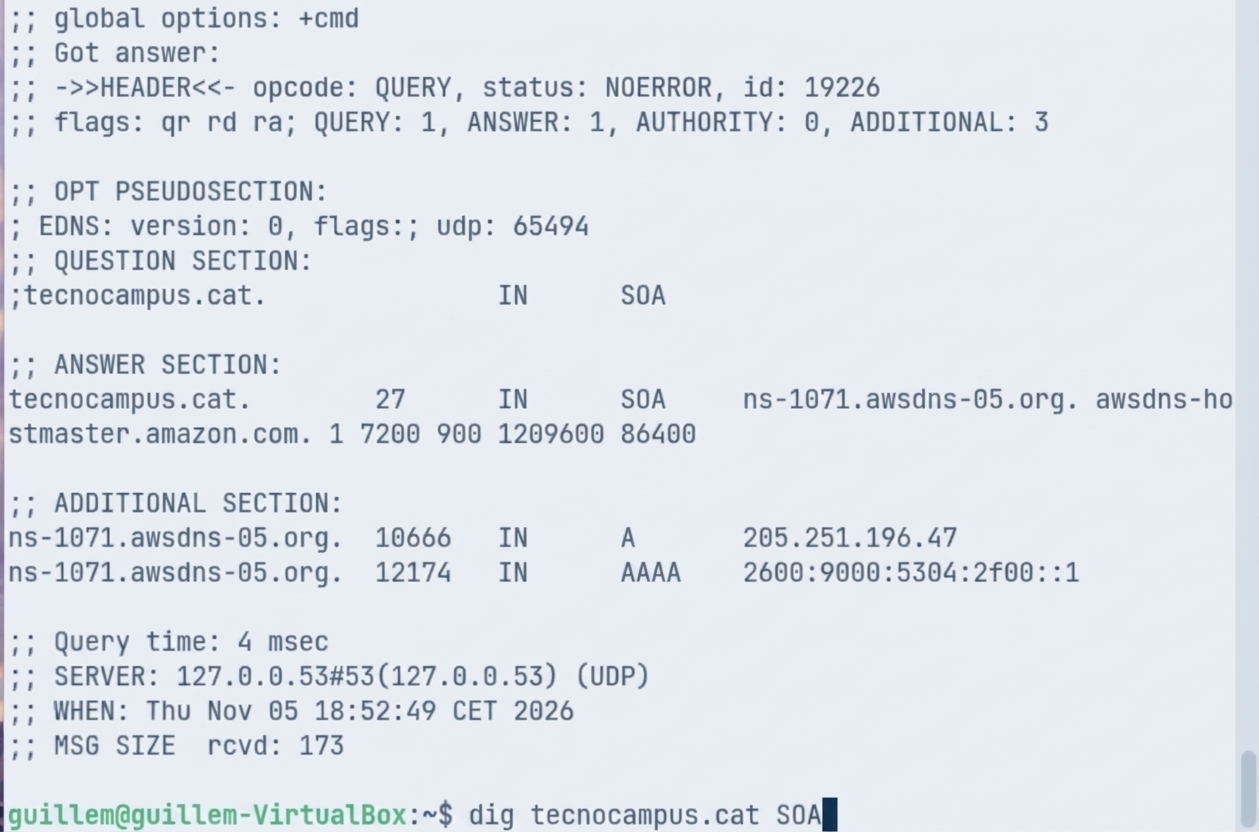 ;; global options: +cmd
;; Got answer:
;; ->>HEADER<<- opcode: QUERY, status: NOERROR, id: 19226
;; flags: qr rd ra; QUERY: 1, ANSWER: 1, AUTHORITY: 0, ADDITIONAL: 3

;; OPT PSEUDOSECTION:
; EDNS: version: 0, flags:; udp: 65494
;; QUESTION SECTION:
;tecnocampus.cat.                IN      SOA

;; ANSWER SECTION:
tecnocampus.cat.        27      IN      SOA     ns-1071.awsdns-05.org. awsdns-ho
stmaster.amazon.com. 1 7200 900 1209600 86400

;; ADDITIONAL SECTION:
ns-1071.awsdns-05.org.  10666   IN      A       205.251.196.47
ns-1071.awsdns-05.org.  12174   IN      AAAA    2600:9000:5304:2f00::1

;; Query time: 4 msec
;; SERVER: 127.0.0.53#53(127.0.0.53) (UDP)
;; WHEN: Thu Nov 05 18:52:49 CET 2026
;; MSG SIZE  rcvd: 173

guillem@guillem-VirtualBox:~$ dig tecnocampus.cat SOA